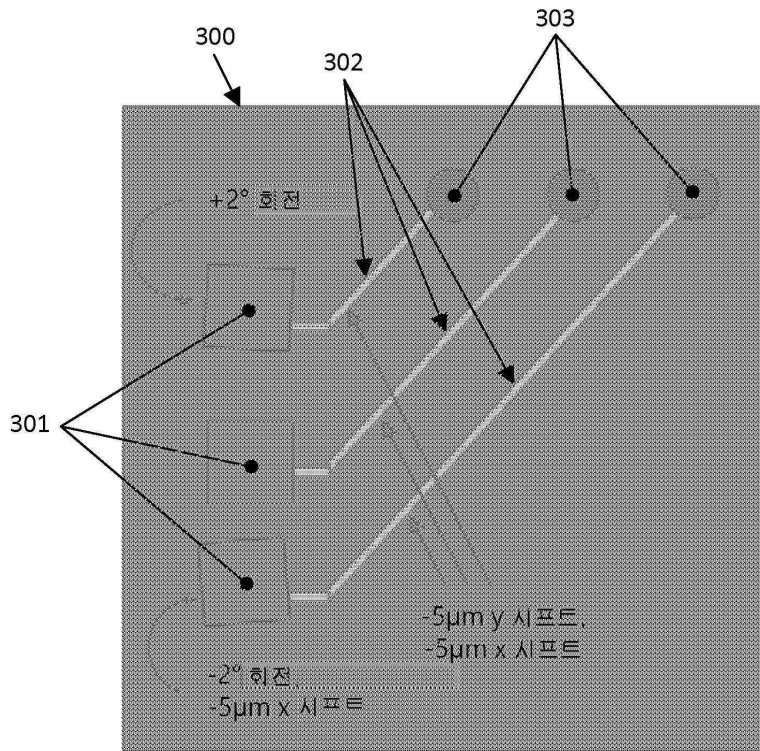 300
302
303
+2° 회전
301
-5μm y 시프트,
-5μm x 시프트
-2° 회전,
-5μm x 시프트